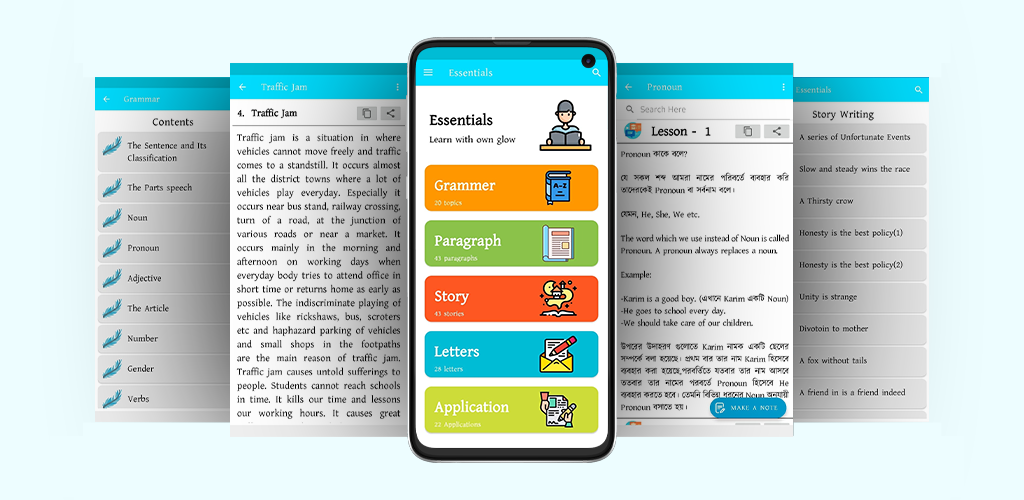 Grammar
Contents
The Sentence and Its
Classification
The Parts speech
Noun
Pronoun
Adjective
The Article
Number
Gender
Verbs
Traffic Jam
4. Traffic Jam
Traffic jam is a situation in where
vehicles cannot move freely and traffic
comes to a standstill. It occurs almost
all the district towns where a lot of
vehicles play everyday. Especially it
occurs near bus stand, railway crossing,
turn of a road, at the junction of
various roads or near a market. It
occurs mainly in the morning and
afternoon on working days when
everyday body tries to attend office in
short time or returns home as early as
possible. The indiscriminate playing of
vehicles like rickshaws, bus, scroters
etc and haphazard parking of vehicles
and small shops in the footpaths
are the main reason of traffic jam.
Traffic jam causes untold sufferings to
people. Students cannot reach schools
in time. It kills our time and lessons
our working hours. It causes great
Essentials
Essentials
Learn with own glow
Grammer
20 topics
A-Z
Paragraph
43 paragraphs
Story
43 stories
Letters
28 letters
Application
22 Applications
Pronoun
Search Here
Lesson - 1
Pronoun কাকে বলে?
যে সকল শব্দ আমরা নামের পরিবর্তে ব্যবহার করি
তাদেরকেই Pronoun বা সর্বনাম বলে।
যেমন, He, She, We etc.
The word which we use instead of Noun is called
Pronoun. A pronoun always replaces a noun.
Example:
-Karim is a good boy. (এখানে Karim একটি Noun)
-He goes to school every day.
-We should take care of our children.
উপরের উদাহরণ গুলোতে Karim নামক একটি ছেলের
সম্পর্কে বলা হয়েছে। প্রথম বার তার নাম Karim হিসেবে
ব্যবহার করা হয়েছে,পরবর্তিতে যতবার তার নাম আসবে
ততবার তার নামের পরবর্তে Pronoun হিসেবে He
ব্যবহার করতে হবে। তেমনি বিভিন্ন ধরনের Noun অনুযায়ী
Pronoun বসাতে হয়।
MAKE A NOTE
Essentials
Story Writing
A series of Unfortunate Events
Slow and steady wins the race
A Thirsty crow
Honesty is the best policy(1)
Honesty is the best policy(2)
Unity is strange
Divotoin to mother
A fox without tails
A friend in is a friend indeed